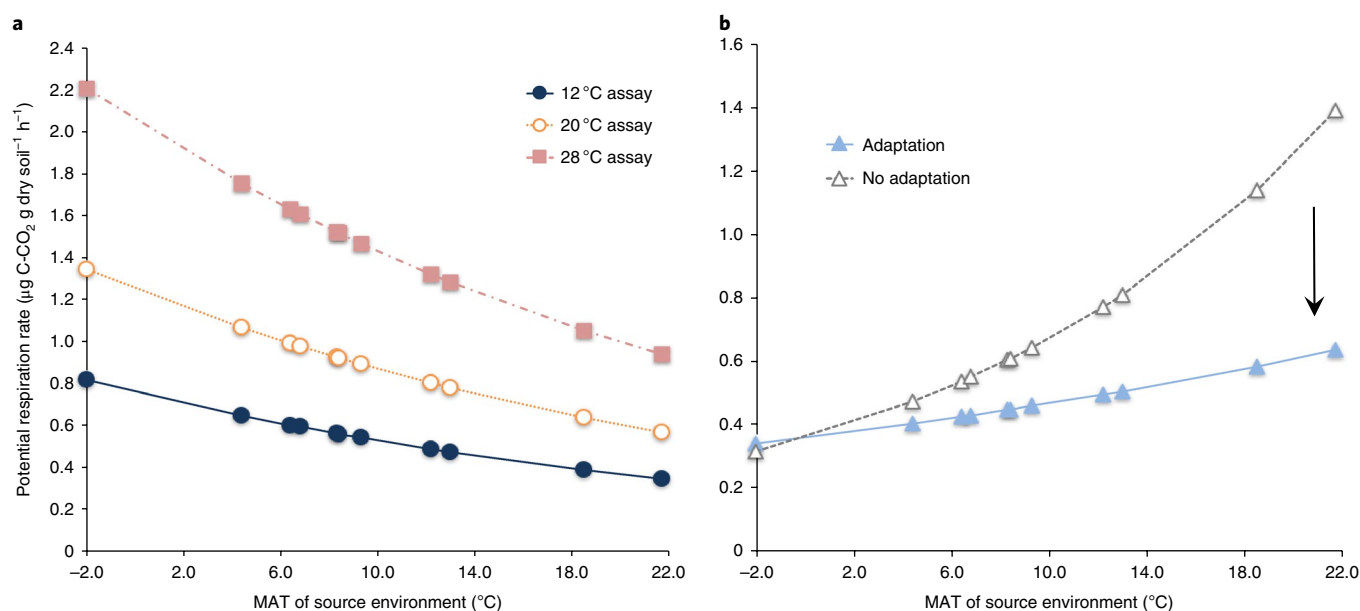 a
2.4
2.2
2.0
1.8
1.6
1.4
1.2
1.0
0.8
0.6
0.4
0.2
0
Potential respiration rate (µg C-CO₂ g dry soil⁻¹ h⁻¹)
12 °C assay
20 °C assay
28 °C assay
–2.0 2.0 6.0 10.0 14.0 18.0 22.0
MAT of source environment (°C)
b
1.6
1.4
1.2
1.0
0.8
0.6
0.4
0.2
0
Adaptation
No adaptation
–2.0 2.0 6.0 10.0 14.0 18.0 22.0
MAT of source environment (°C)